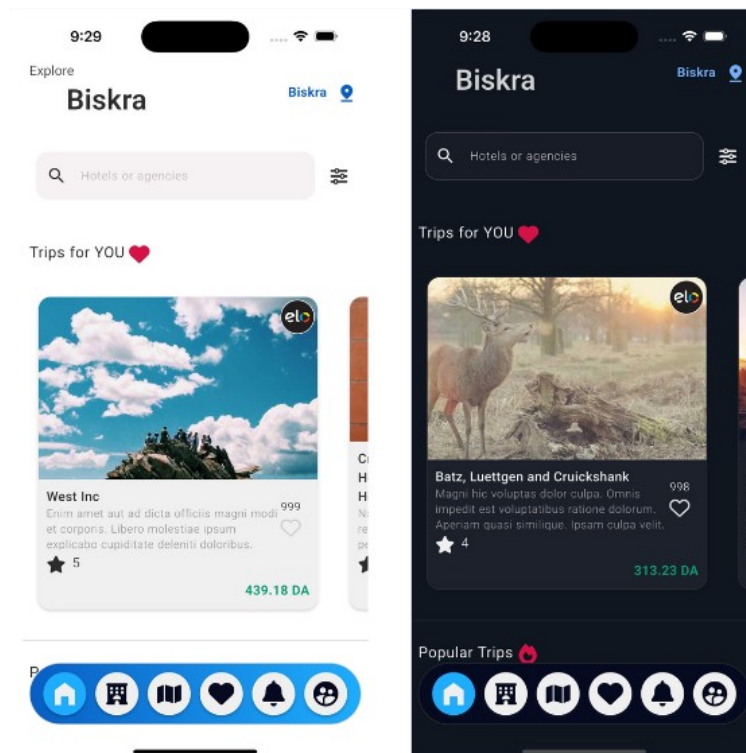 9:29
Explore
Biskra
Biskra
Hotels or agencies
Trips for YOU
elo
West Inc
Enim amet aut ad dicta officiis magni modi
et corporis. Libero molestiae ipsum
explicabo cupiditate deleniti doloribus.
999
5
439.18 DA
9:28
Biskra
Biskra
Hotels or agencies
Trips for YOU
elo
Batz, Luettgen and Cruickshank
Magni hic voluptas dolor culpa. Omnis
impedit est voluptatibus ratione dolorum.
Aperiam quasi similique. Ipsam culpa velit.
998
4
313.23 DA
Popular Trips